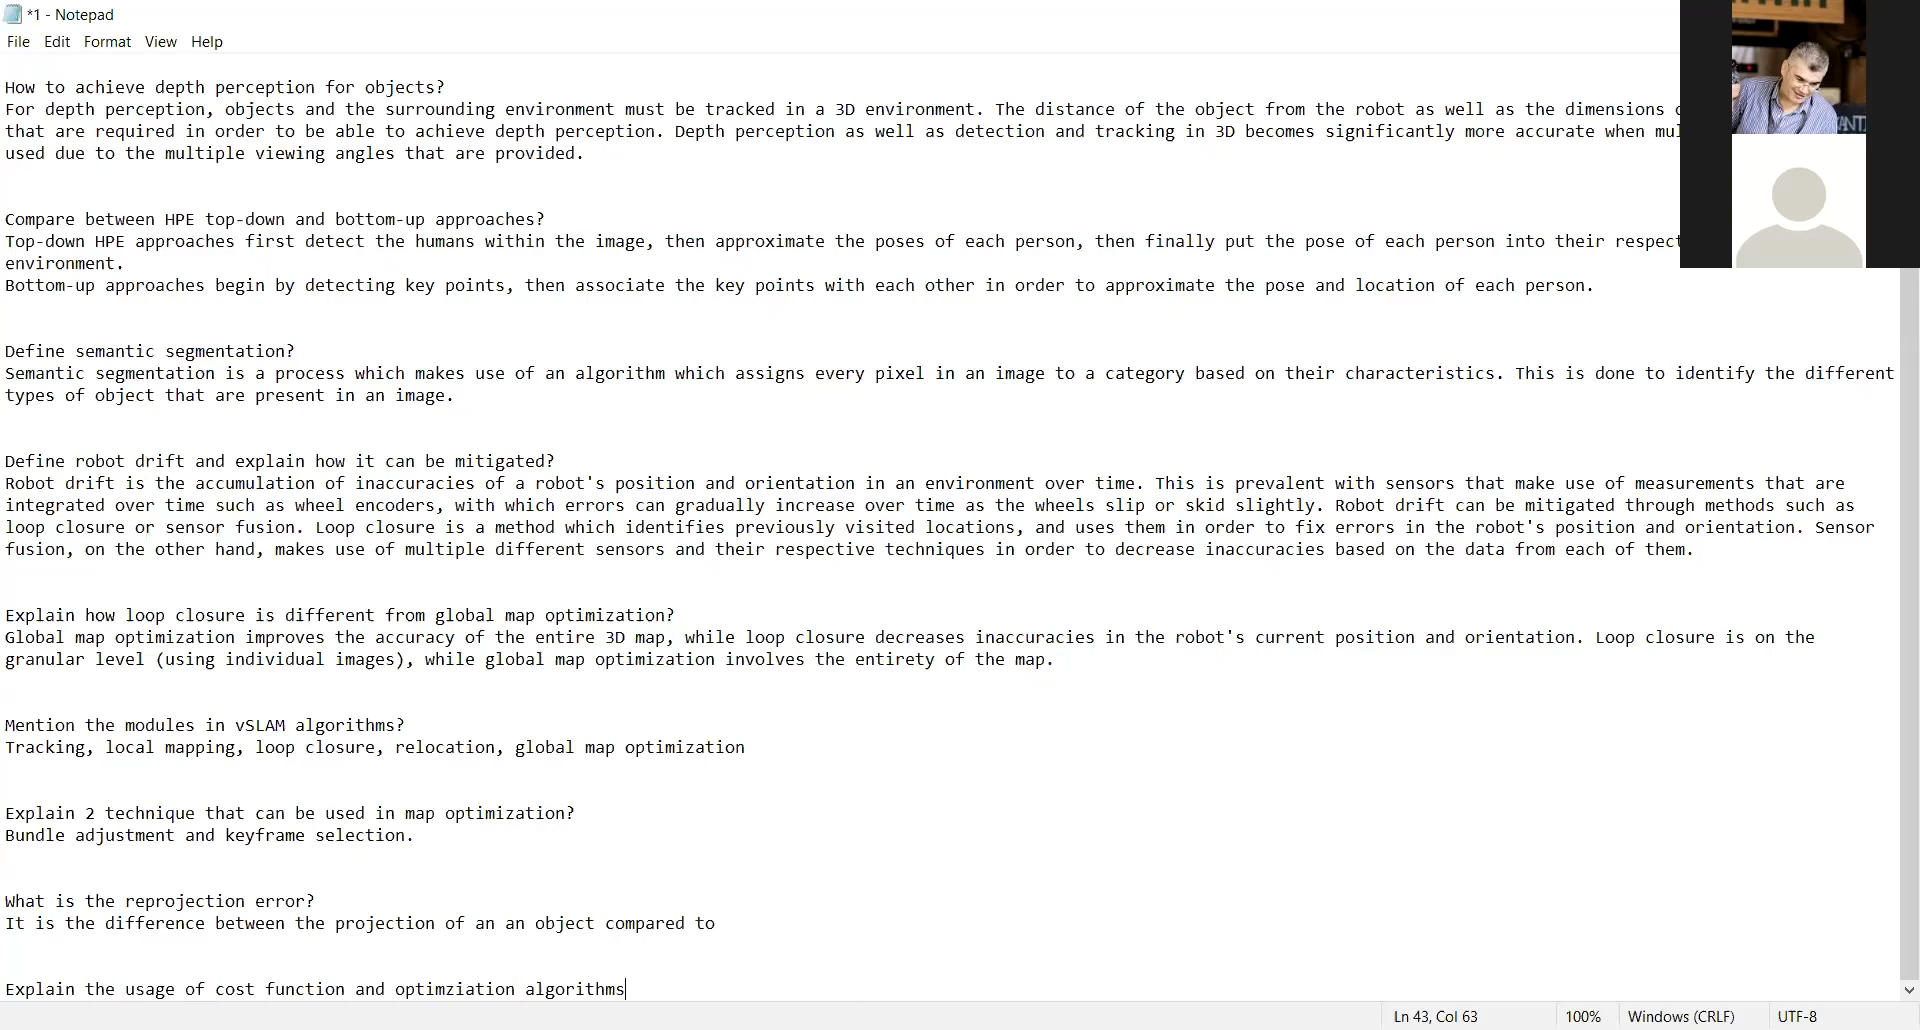 *1 - Notepad
File Edit Format View Help
How to achieve depth perception for objects?
For depth perception, objects and the surrounding environment must be tracked in a 3D environment. The distance of the object from the robot as well as the dimensions
that are required in order to be able to achieve depth perception. Depth perception as well as detection and tracking in 3D becomes significantly more accurate when
used due to the multiple viewing angles that are provided.
Compare between HPE top-down and bottom-up approaches?
Top-down HPE approaches first detect the humans within the image, then approximate the poses of each person, then finally put the pose of each person into their
environment.
Bottom-up approaches begin by detecting key points, then associate the key points with each other in order to approximate the pose and location of each person.
Define semantic segmentation?
Semantic segmentation is a process which makes use of an algorithm which assigns every pixel in an image to a category based on their characteristics. This is done to identify the different
types of object that are present in an image.
Define robot drift and explain how it can be mitigated?
Robot drift is the accumulation of inaccuracies of a robot's position and orientation in an environment over time. This is prevalent with sensors that make use of measurements that are
integrated over time such as wheel encoders, with which errors can gradually increase over time as the wheels slip or skid slightly. Robot drift can be mitigated through methods such as
loop closure or sensor fusion. Loop closure is a method which identifies previously visited locations, and uses them in order to fix errors in the robot's position and orientation. Sensor
fusion, on the other hand, makes use of multiple different sensors and their respective techniques in order to decrease inaccuracies based on the data from each of them.
Explain how loop closure is different from global map optimization?
Global map optimization improves the accuracy of the entire 3D map, while loop closure decreases inaccuracies in the robot's current position and orientation. Loop closure is on the
granular level (using individual images), while global map optimization involves the entirety of the map.
Mention the modules in vSLAM algorithms?
Tracking, local mapping, loop closure, relocation, global map optimization
Explain 2 technique that can be used in map optimization?
Bundle adjustment and keyframe selection.
What is the reprojection error?
It is the difference between the projection of an an object compared to
Explain the usage of cost function and optimziation algorithms
Ln 43, Col 63 100% Windows (CRLF) UTF-8